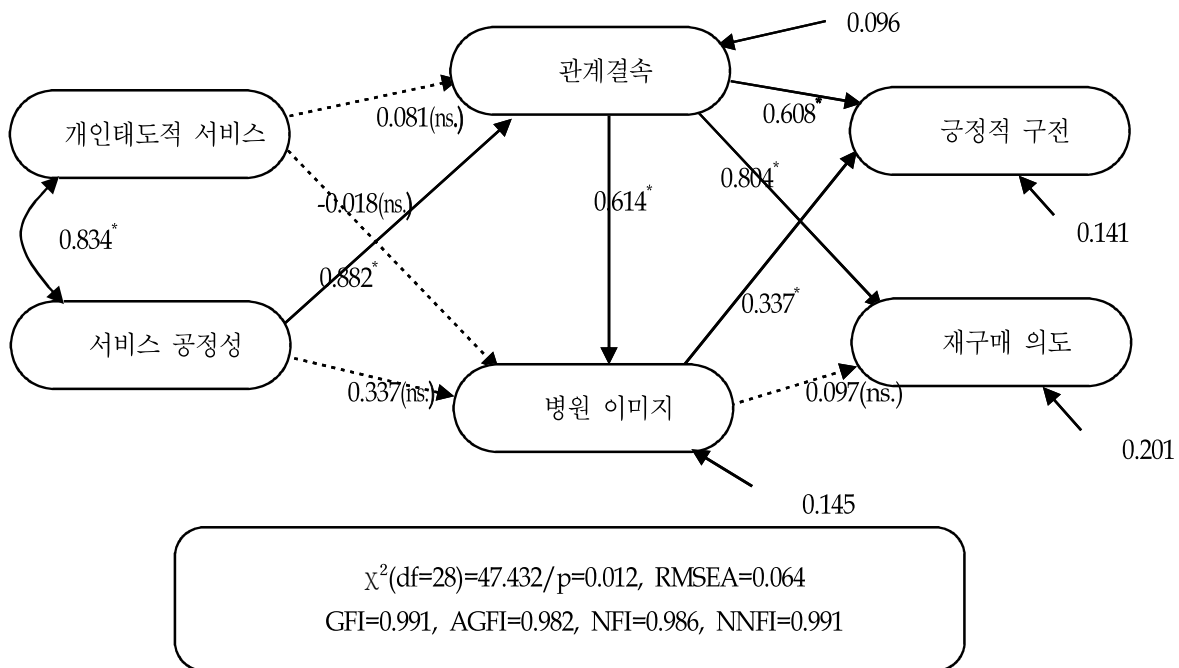 0.096
관계결속
개인태도적 서비스
0.081(ns.)
0.608*
긍정적 구전
-0.018(ns.)
0.614*
0.804*
0.834*
0.141
0.882*
0.337*
서비스 공정성
재구매 의도
0.337(ns.)
병원 이미지
0.097(ns.)
0.201
0.145
χ²(df=28)=47.432/p=0.012, RMSEA=0.064
GFI=0.991, AGFI=0.982, NFI=0.986, NNFI=0.991